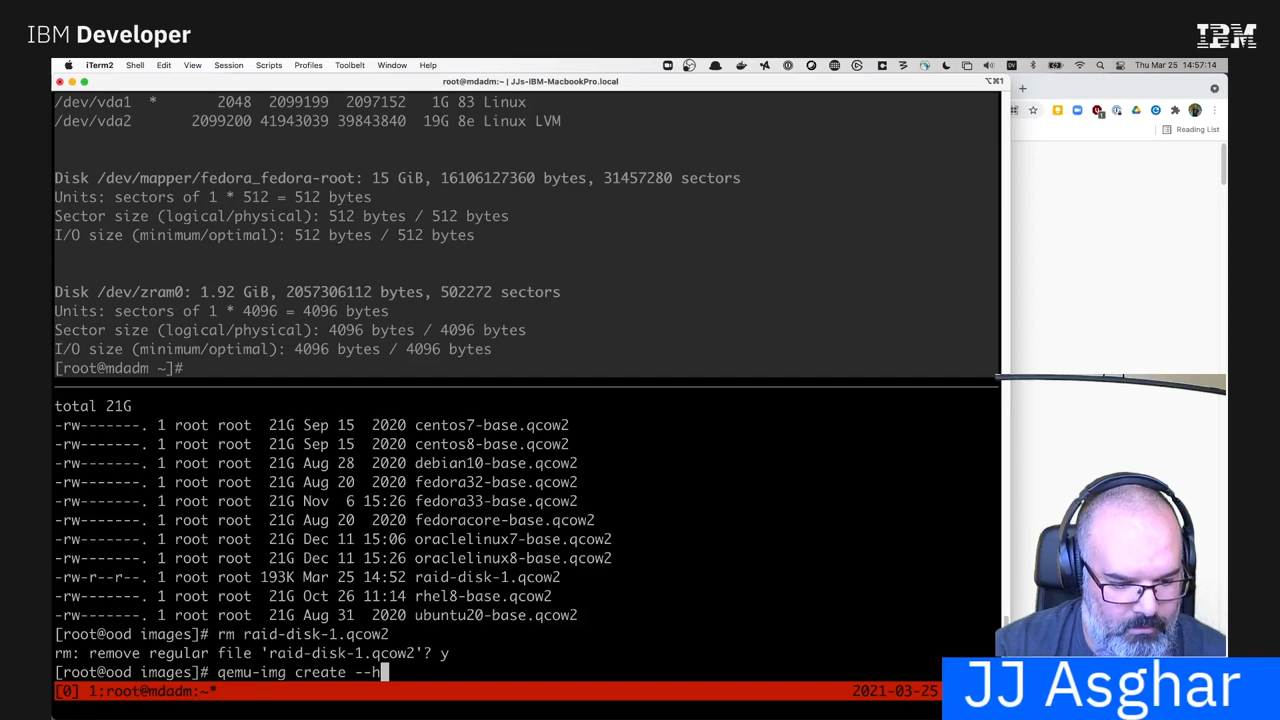 IBM Developer
IBM
iTerm2 Shell Edit View Session Scripts Profiles Toolbelt Window Help Thu Mar 25 14:57:14
root@mdadm:~ | JJs-IBM-MacbookPro.local
⌥⌘1
Reading List
/dev/vda1 * 2048 2099199 2097152 1G 83 Linux
/dev/vda2 2099200 41943039 39843840 19G 8e Linux LVM
Disk /dev/mapper/fedora_fedora-root: 15 GiB, 16106127360 bytes, 31457280 sectors
Units: sectors of 1 * 512 = 512 bytes
Sector size (logical/physical): 512 bytes / 512 bytes
I/O size (minimum/optimal): 512 bytes / 512 bytes
Disk /dev/zram0: 1.92 GiB, 2057306112 bytes, 502272 sectors
Units: sectors of 1 * 4096 = 4096 bytes
Sector size (logical/physical): 4096 bytes / 4096 bytes
I/O size (minimum/optimal): 4096 bytes / 4096 bytes
[root@mdadm ~]#
total 21G
-rw-------. 1 root root 21G Sep 15 2020 centos7-base.qcow2
-rw-------. 1 root root 21G Sep 15 2020 centos8-base.qcow2
-rw-------. 1 root root 21G Aug 28 2020 debian10-base.qcow2
-rw-------. 1 root root 21G Aug 20 2020 fedora32-base.qcow2
-rw-------. 1 root root 21G Nov 6 15:26 fedora33-base.qcow2
-rw-------. 1 root root 21G Aug 20 2020 fedoracore-base.qcow2
-rw-------. 1 root root 21G Dec 11 15:06 oraclelinux7-base.qcow2
-rw-------. 1 root root 21G Dec 11 15:26 oraclelinux8-base.qcow2
-rw-r--r--. 1 root root 193K Mar 25 14:52 raid-disk-1.qcow2
-rw-------. 1 root root 21G Oct 26 11:14 rhel8-base.qcow2
-rw-------. 1 root root 21G Aug 31 2020 ubuntu20-base.qcow2
[root@ood images]# rm raid-disk-1.qcow2
rm: remove regular file 'raid-disk-1.qcow2'? y
[root@ood images]# qemu-img create --h
[0] 1:root@mdadm:~* 2021-03-25
JJ Asghar